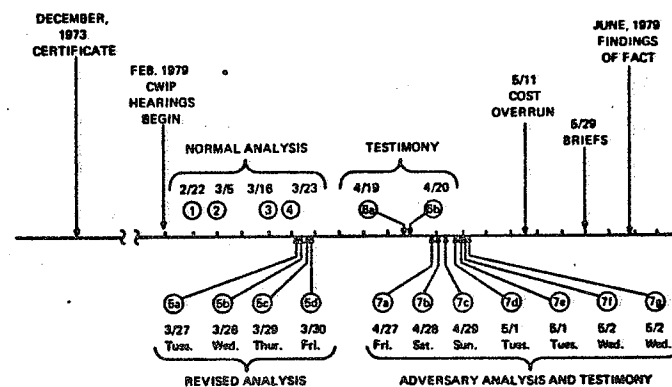 DECEMBER,
1973
CERTIFICATE
FEB. 1979
CWIP
HEARINGS
BEGIN
JUNE, 1979
FINDINGS
OF FACT
5/11
COST
OVERRUN
5/29
BRIEFS
NORMAL ANALYSIS
2/22 3/5 3/16 3/23
1 2 3 4
TESTIMONY
4/19 4/20
6a 6b
5a 5b 5c 5d
3/27 3/28 3/29 3/30
Tues. Wed. Thur. Fri.
REVISED ANALYSIS
7a 7b 7c 7d 7e 7f 7g
4/27 4/28 4/29 5/1 5/1 5/2 5/2
Fri. Sat. Sun. Tues. Tues. Wed. Wed.
ADVERSARY ANALYSIS AND TESTIMONY